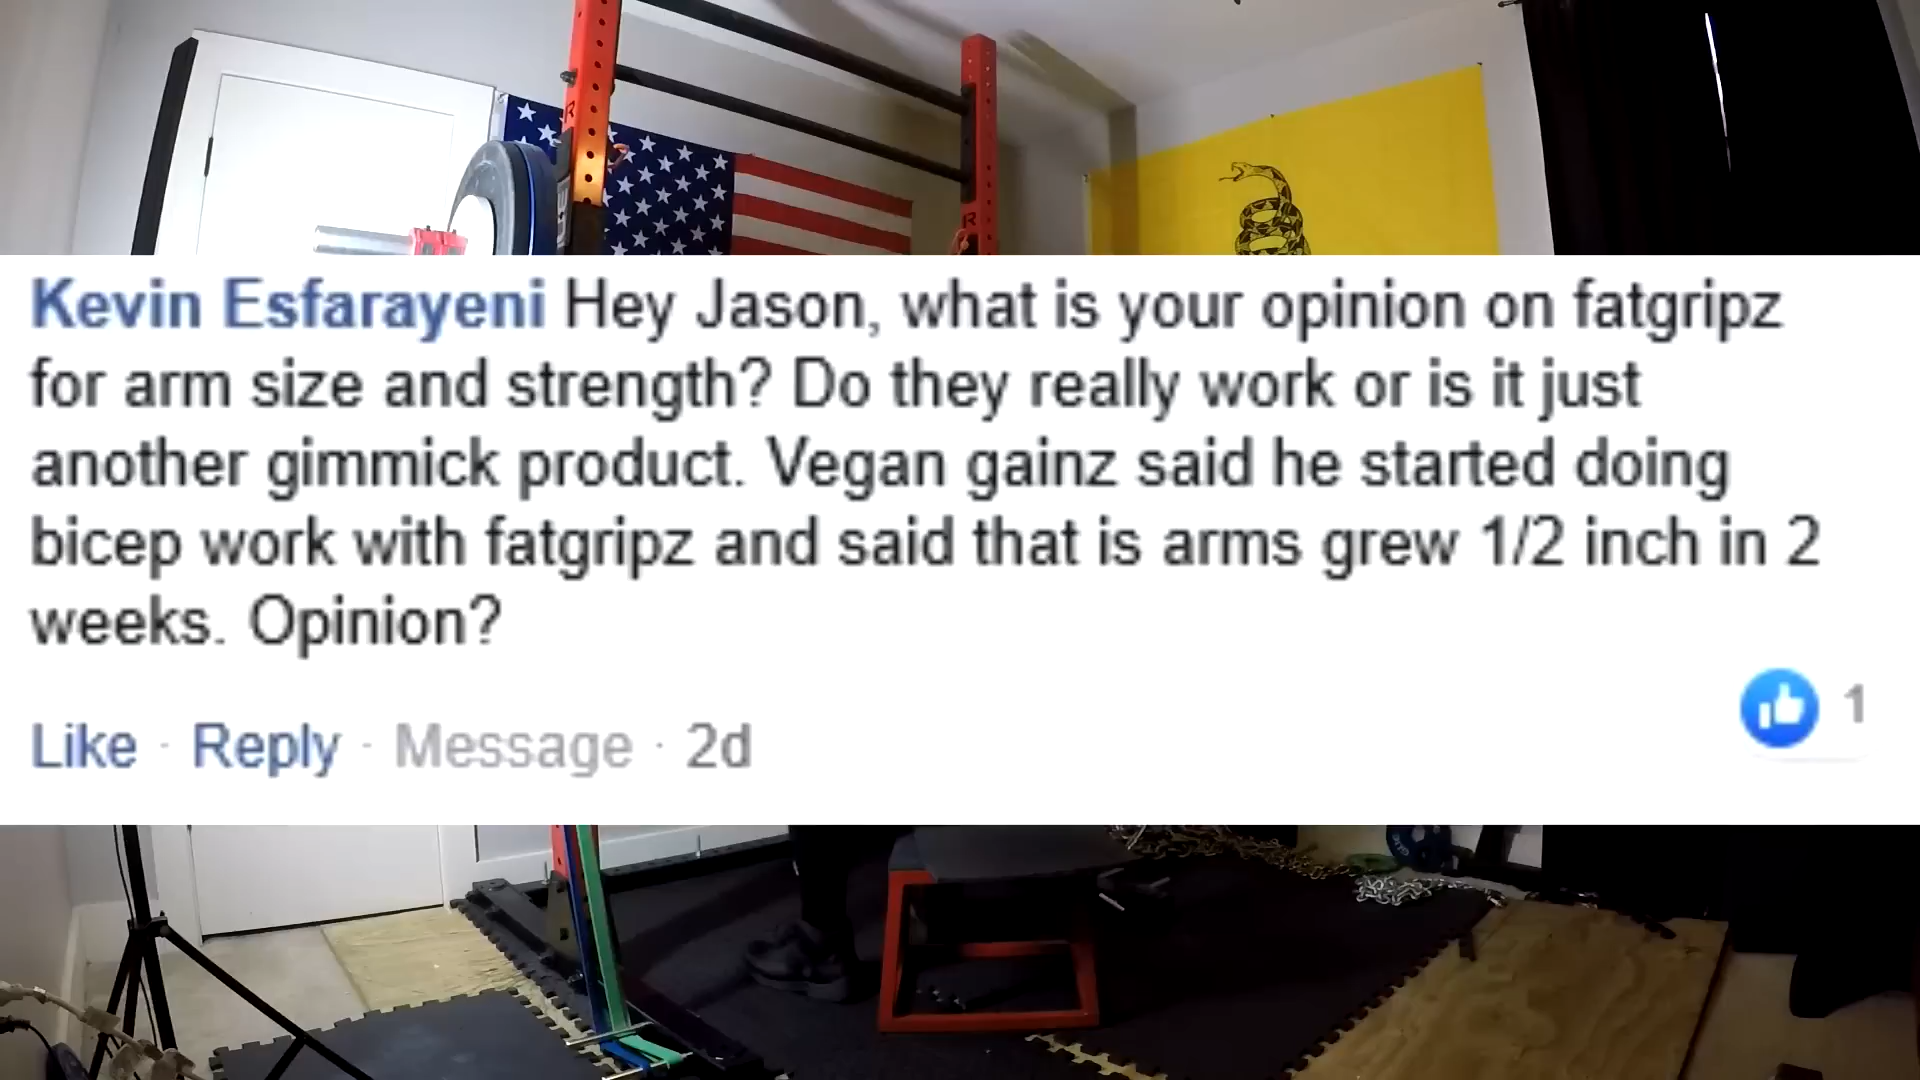 R
R
Kevin Esfarayeni Hey Jason, what is your opinion on fatgripz
for arm size and strength? Do they really work or is it just
another gimmick product. Vegan gainz said he started doing
bicep work with fatgripz and said that is arms grew 1/2 inch in 2
weeks. Opinion?
1
Like · Reply · Message · 2d